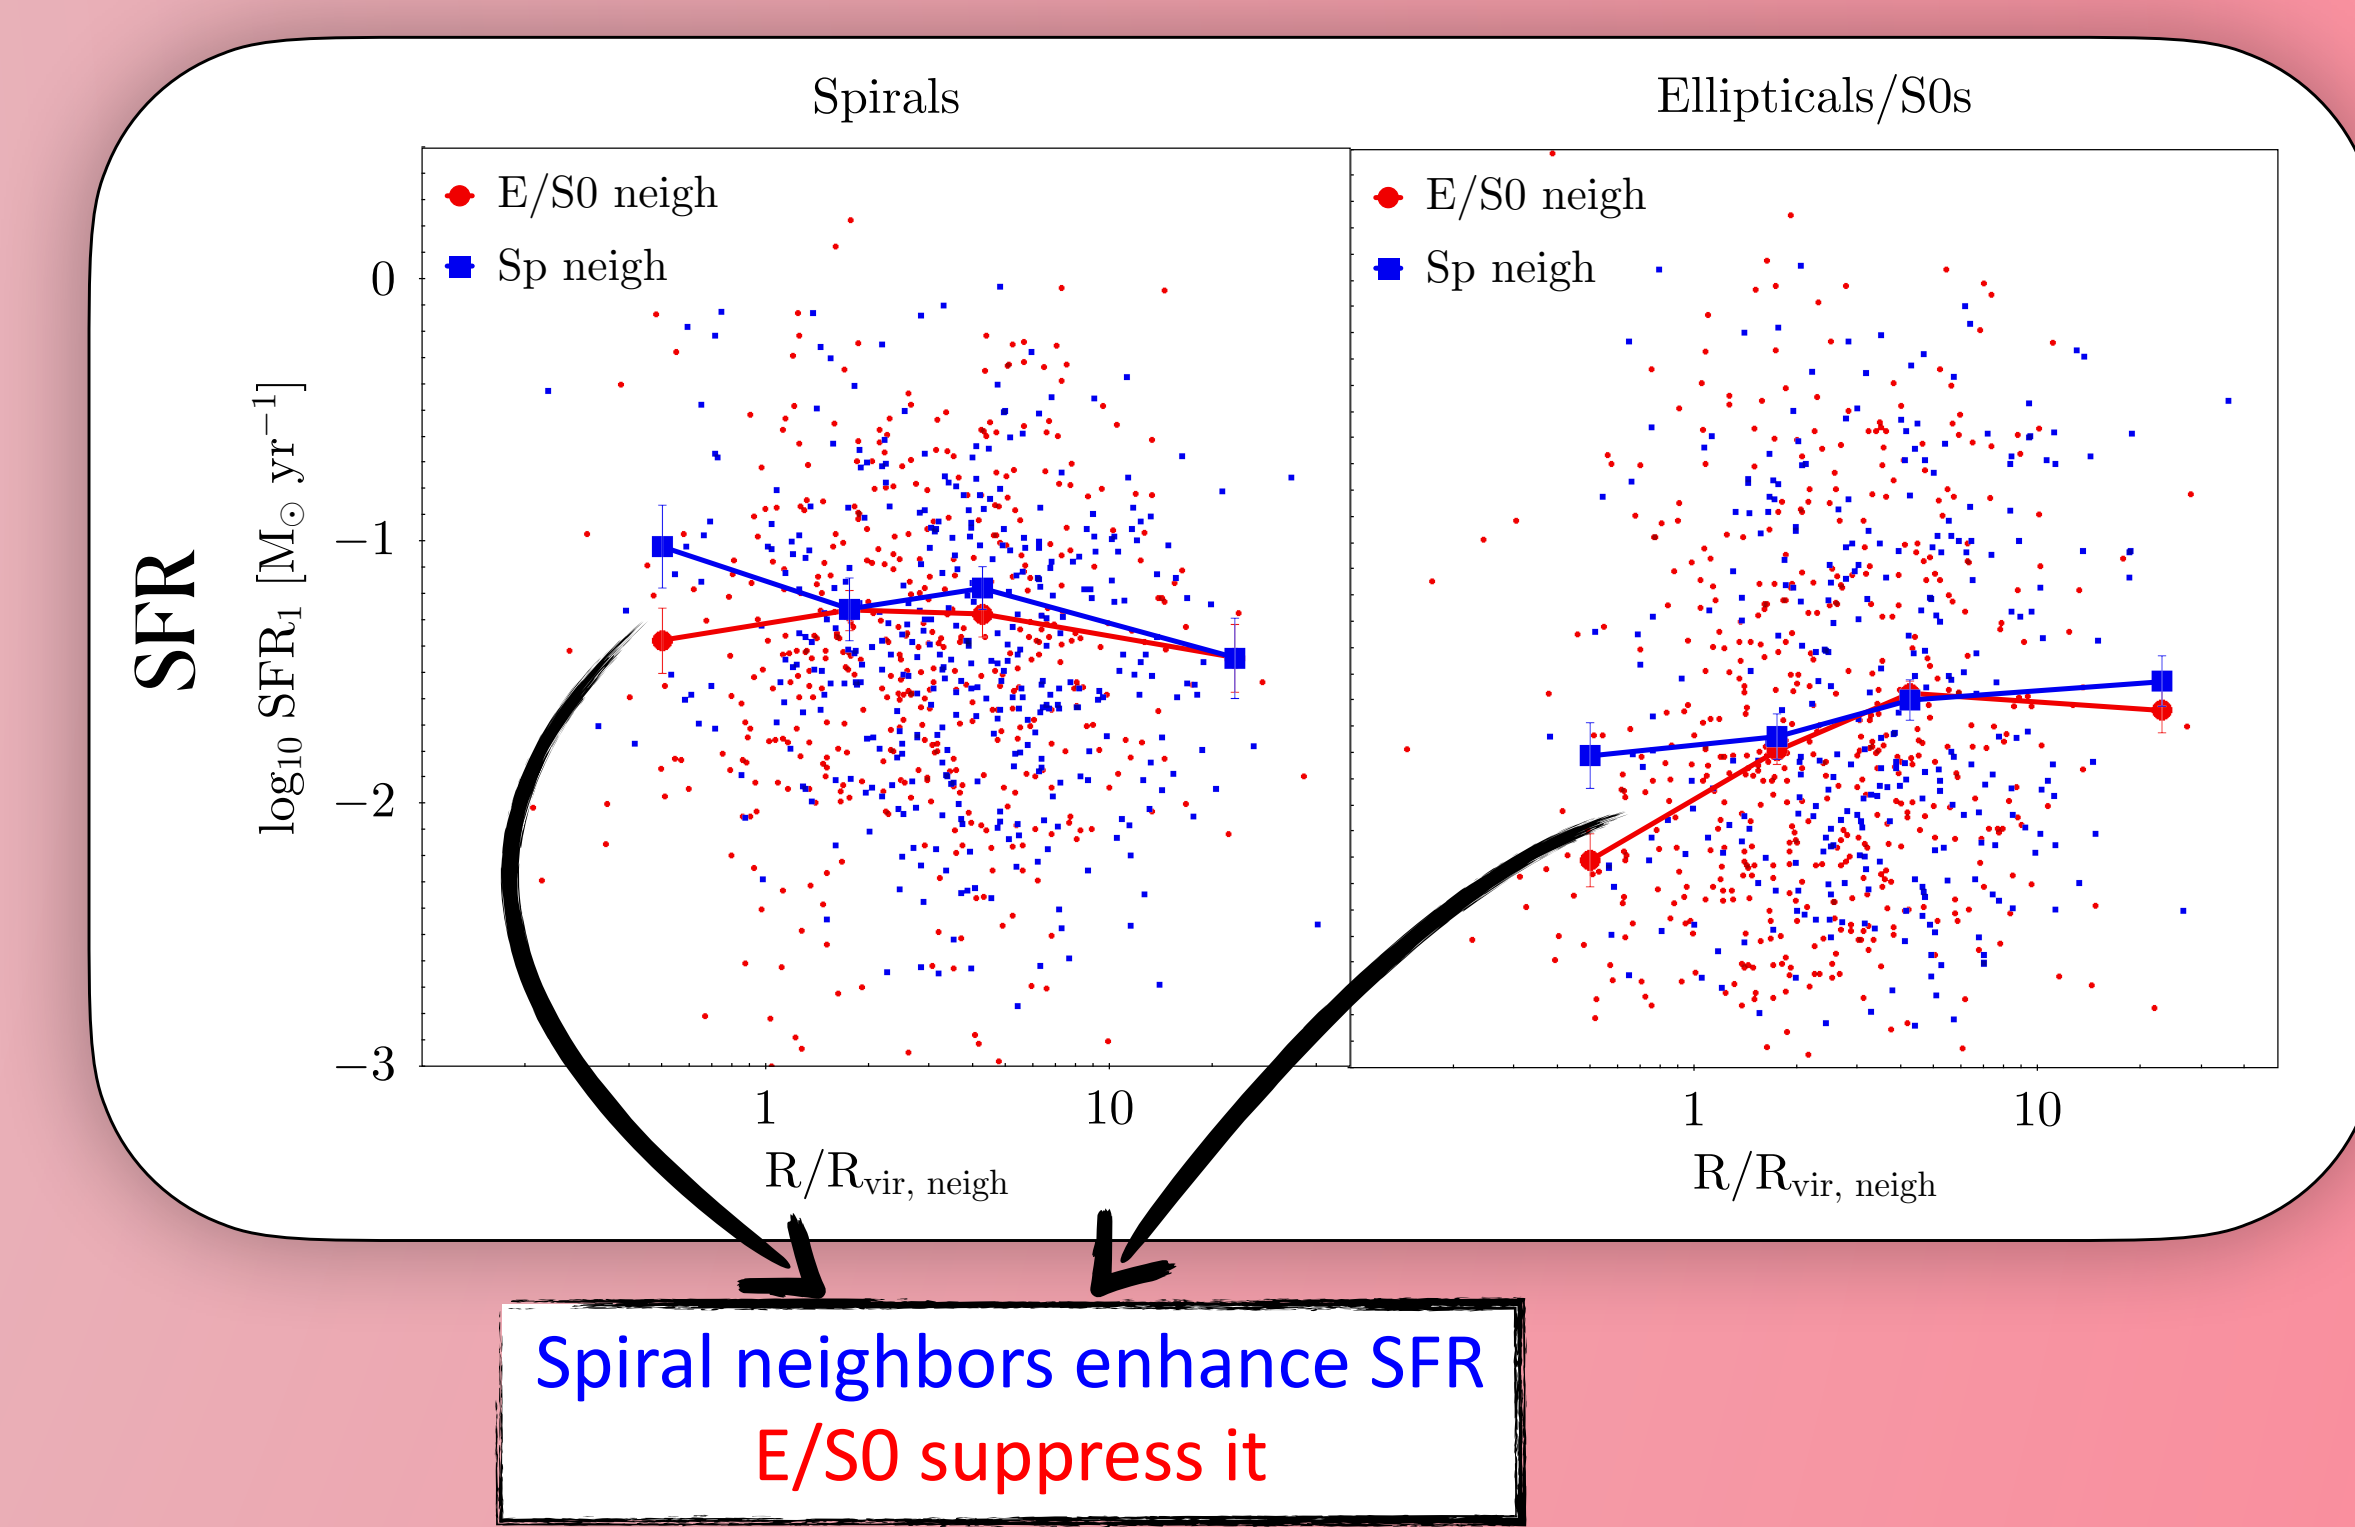 Spirals
Ellipticals/S0s
E/S0 neigh
Sp neigh
E/S0 neigh
Sp neigh
SFR
log₁₀ SFR₁ [M☉ yr⁻¹]
0
−1
−2
−3
1
10
1
10
R/Rvir, neigh
R/Rvir, neigh
Spiral neighbors enhance SFR
E/S0 suppress it